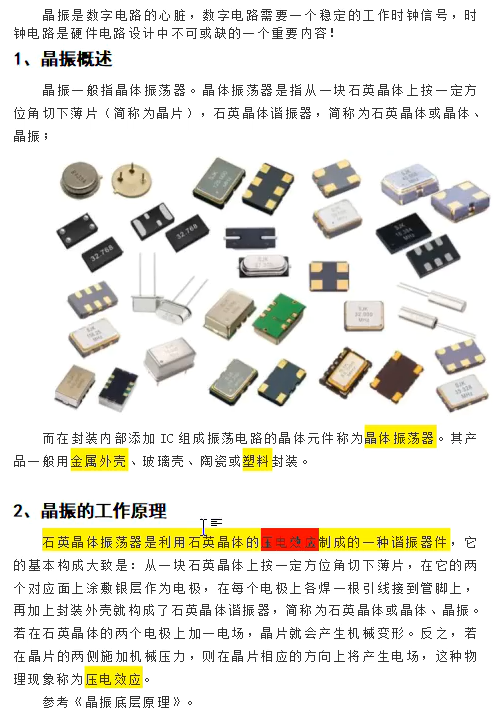 晶振是数字电路的心脏，数字电路需要一个稳定的工作时钟信号，时
钟电路是硬件电路设计中不可或缺的一个重要内容！
1、晶振概述
晶振一般指晶体振荡器。晶体振荡器是指从一块石英晶体上按一定方
位角切下薄片（简称为晶片），石英晶体谐振器，简称为石英晶体或晶体、
晶振；
32.768
32.768
而在封装内部添加 IC 组成振荡电路的晶体元件称为晶体振荡器。其产
品一般用金属外壳、玻璃壳、陶瓷或塑料封装。
2、晶振的工作原理
石英晶体振荡器是利用石英晶体的压电效应制成的一种谐振器件，它
的基本构成大致是：从一块石英晶体上按一定方位角切下薄片，在它的两
个对应面上涂敷银层作为电极，在每个电极上各焊一根引线接到管脚上，
再加上封装外壳就构成了石英晶体谐振器，简称为石英晶体或晶体、晶振。
若在石英晶体的两个电极上加一电场，晶片就会产生机械变形。反之，若
在晶片的两侧施加机械压力，则在晶片相应的方向上将产生电场，这种物
理现象称为压电效应。
参考《晶振底层原理》。